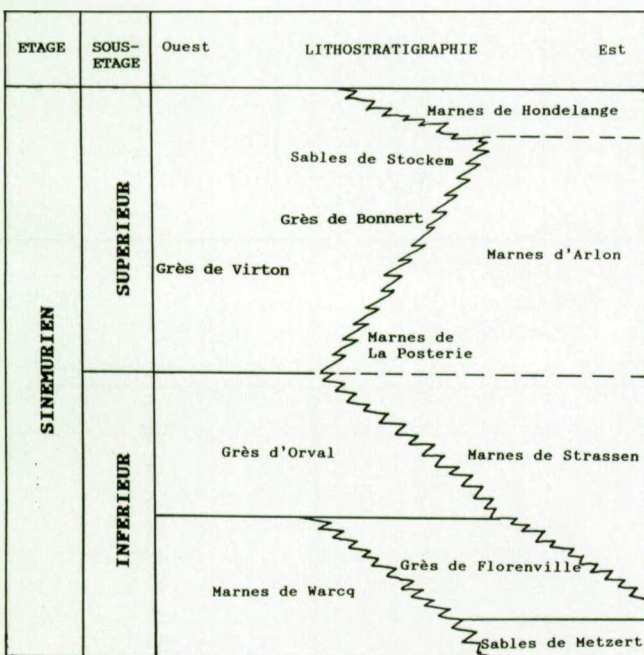 ETAGE
SOUS-
ETAGE
Ouest
LITHOSTRATIGRAPHIE
Est
Marnes de Hondelange
Sables de Stockem
Grès de Bonnert
Marnes d'Arlon
Grès de Virton
Marnes de
La Posterie
SUPERIEUR
SINEMURIEN
Grès d'Orval
Marnes de Strassen
INFERIEUR
Grès de Florenville
Marnes de Warcq
Sables de Metzert